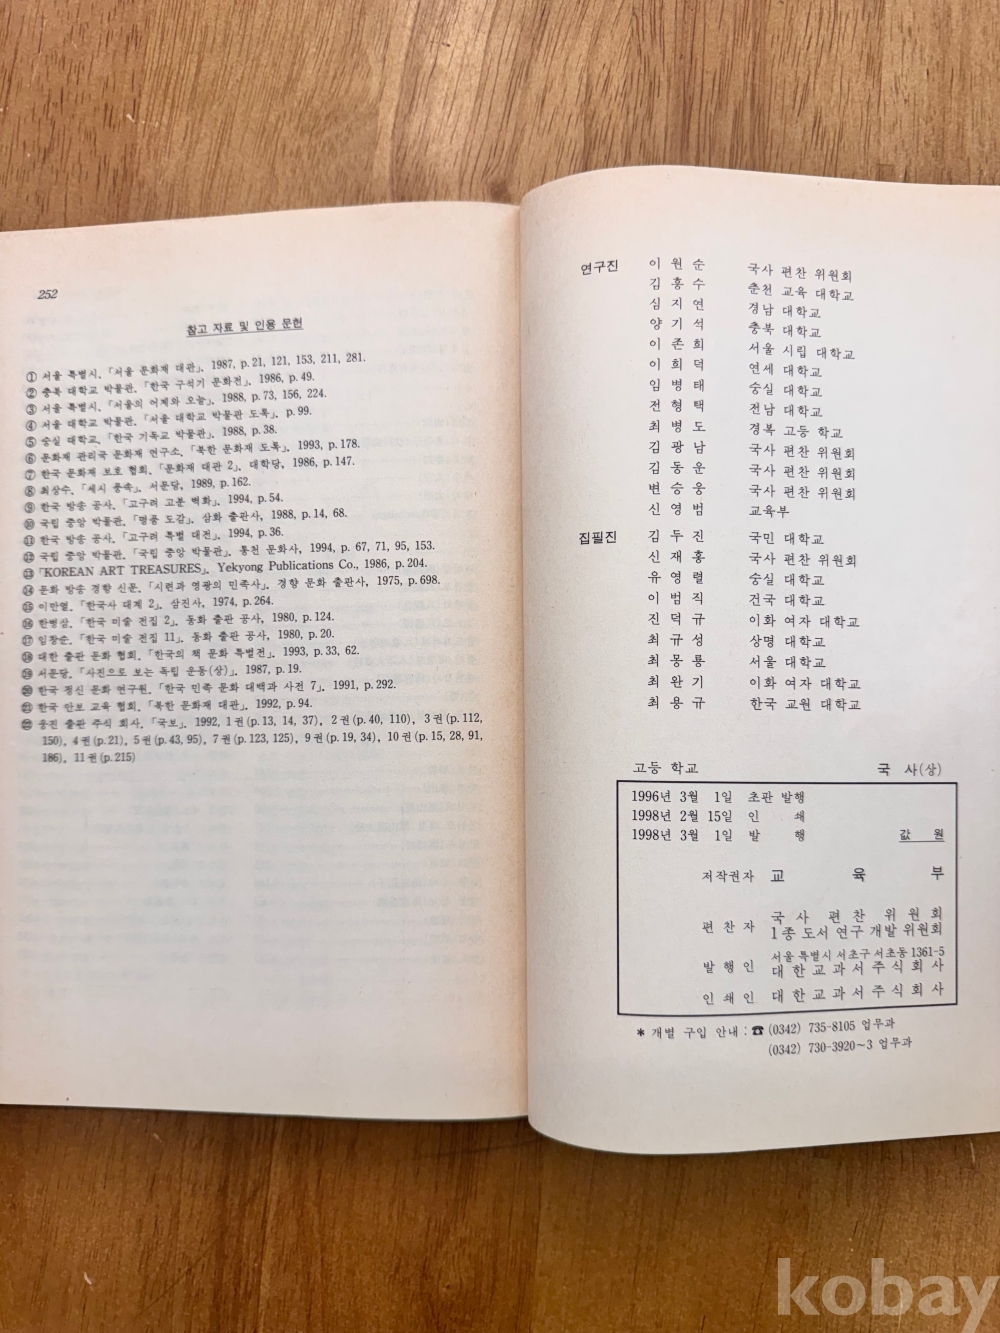 252
참고 자료 및 인용 문헌
① 서울 특별시, 「서울 문화재 대관」, 1987, p. 21, 121, 153, 211, 281.
② 충북 대학교 박물관, 「한국 구석기 문화전」, 1986, p. 49.
③ 서울 특별시, 「서울의 어제와 오늘」, 1988, p. 73, 156, 224.
④ 서울 대학교 박물관, 「서울 대학교 박물관 도록」, p. 99.
⑤ 숭실 대학교, 「한국 기독교 박물관」, 1988, p. 38.
⑥ 문화재 관리국 문화재 연구소, 「북한 문화재 도록」, 1993, p. 178.
⑦ 한국 문화재 보호 협회, 「문화재 대관 2」, 대학당, 1986, p. 147.
⑧ 최상수, 「세시 풍속」, 서문당, 1989, p. 162.
⑨ 한국 방송 공사, 「고구려 고분 벽화」, 1994, p. 54.
⑩ 국립 중앙 박물관, 「명품 도감」, 삼화 출판사, 1988, p. 14, 68.
⑪ 한국 방송 공사, 「고구려 특별 대전」, 1994, p. 36.
⑫ 국립 중앙 박물관, 「국립 중앙 박물관」, 통천 문화사, 1994, p. 67, 71, 95, 153.
⑬ 「KOREAN ART TREASURES」, Yekyong Publications Co., 1986, p. 204.
⑭ 문화 방송 경향 신문, 「시련과 영광의 민족사」, 경향 문화 출판사, 1975, p. 698.
⑮ 이만열, 「한국사 대계 2」, 삼진사, 1974, p. 264.
⑯ 한병삼, 「한국 미술 전집 2」, 동화 출판 공사, 1980, p. 124.
⑰ 임창순, 「한국 미술 전집 11」, 동화 출판 공사, 1980, p. 20.
⑱ 대한 출판 문화 협회, 「한국의 책 문화 특별전」, 1993, p. 33, 62.
⑲ 서문당, 「사진으로 보는 독립 운동(상)」, 1987, p. 19.
⑳ 한국 정신 문화 연구원, 「한국 민족 문화 대백과 사전 7」, 1991, p. 292.
㉑ 한국 안보 교육 협회, 「북한 문화재 대관」, 1992, p. 94.
㉒ 웅진 출판 주식 회사, 「국보」, 1992, 1권(p. 13, 14, 37), 2권(p. 40, 110), 3권(p. 112,
150), 4권(p. 21), 5권(p. 43, 95), 7권(p. 123, 125), 9권(p. 19, 34), 10권(p. 15, 28, 91,
186), 11권(p. 215)
연구진 이 원 순 국사 편찬 위원회
김 흥 수 춘천 교육 대학교
심 지 연 경남 대학교
양 기 석 충북 대학교
이 존 희 서울 시립 대학교
이 희 덕 연세 대학교
임 병 태 숭실 대학교
전 형 택 전남 대학교
최 병 도 경복 고등 학교
김 광 남 국사 편찬 위원회
김 동 운 국사 편찬 위원회
변 승 웅 국사 편찬 위원회
신 영 범 교육부
집필진 김 두 진 국민 대학교
신 재 홍 국사 편찬 위원회
유 영 렬 숭실 대학교
이 범 직 건국 대학교
진 덕 규 이화 여자 대학교
최 규 성 상명 대학교
최 몽 룡 서울 대학교
최 완 기 이화 여자 대학교
최 용 규 한국 교원 대학교
고등 학교 국 사(상)
1996년 3월 1일 초판 발행
1998년 2월 15일 인 쇄
1998년 3월 1일 발 행 값 원
저작권자 교 육 부
편 찬 자 국 사 편 찬 위 원 회
1종 도서 연구 개발 위원회
서울 특별시 서초구 서초동 1361-5
발 행 인 대한교과서주식회사
인 쇄 인 대한교과서주식회사
* 개별 구입 안내 : ☎ (0342) 735-8105 업무과
(0342) 730-3920~3 업무과
kobay